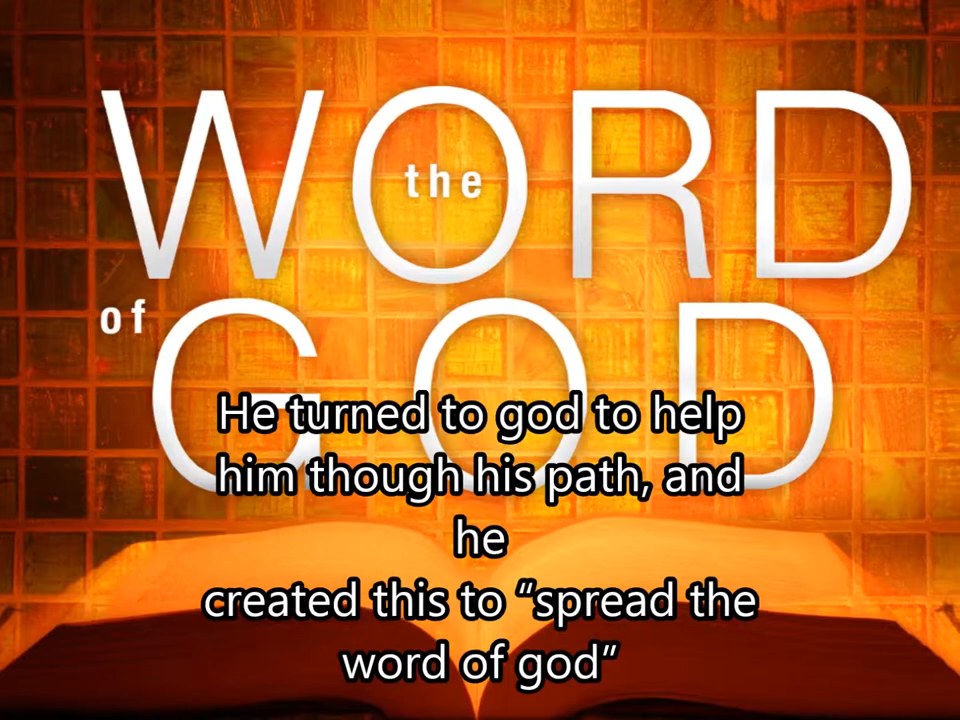 the
WORD
of
GOD
He turned to god to help
him though his path, and
he
created this to “spread the
word of god”